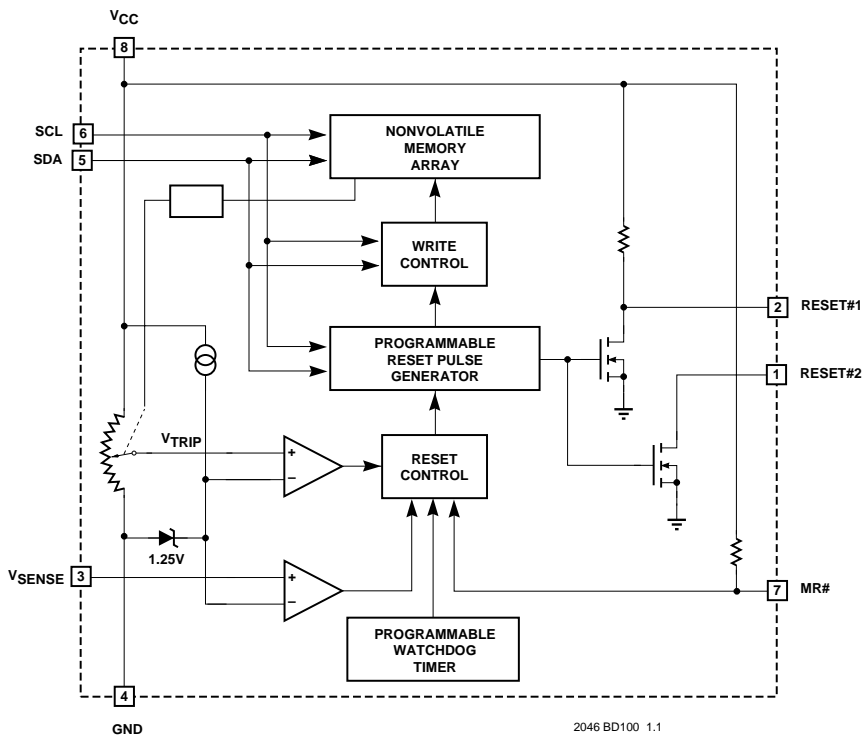 VCC
8
SCL
6
NONVOLATILE
MEMORY
ARRAY
SDA
5
WRITE
CONTROL
2
RESET#1
PROGRAMMABLE
RESET PULSE
GENERATOR
1
RESET#2
VTRIP
+
–
RESET
CONTROL
1.25V
VSENSE
3
+
–
7
MR#
PROGRAMMABLE
WATCHDOG
TIMER
4
GND
2046 BD100 1.1